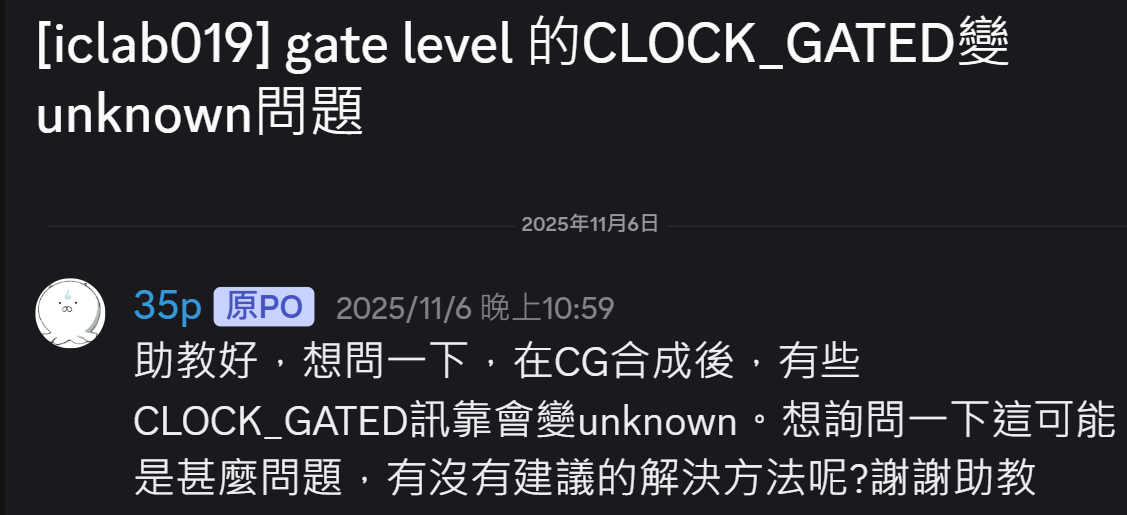 [iclab019] gate level 的CLOCK_GATED變
unknown問題
2025年11月6日
35p 原PO 2025/11/6 晚上10:59
助教好，想問一下，在CG合成後，有些
CLOCK_GATED訊靠會變unknown。想詢問一下這可能
是甚麼問題，有沒有建議的解決方法呢?謝謝助教